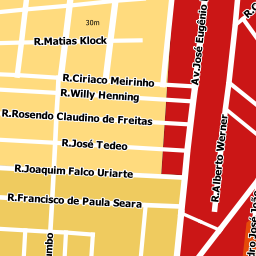 30m
R.Matias Klock
R.Ciriaco Meirinho
R.Willy Henning
R.Rosendo Claudino de Freitas
R.José Tedeo
R.Joaquim Falco Uriarte
R.Francisco de Paula Seara
Av.José Eugênio
R.Alberto Werner